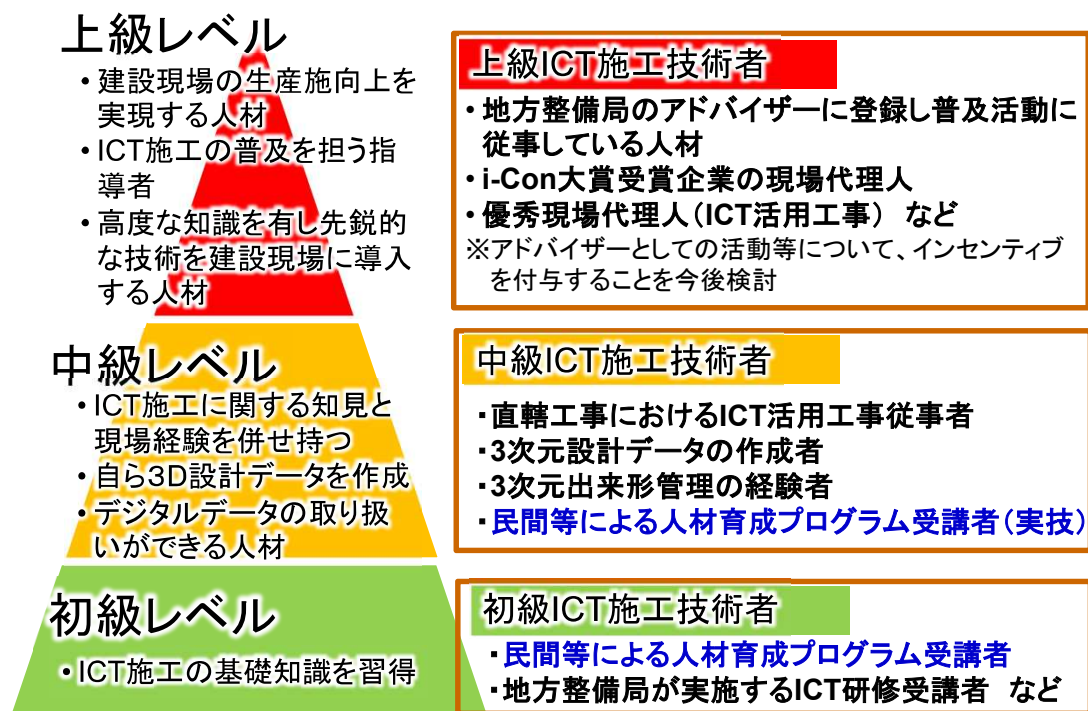 上級レベル
・建設現場の生産施向上を
実現する人材
・ICT施工の普及を担う指
導者
・高度な知識を有し先鋭的
な技術を建設現場に導入
する人材
上級ICT施工技術者
・地方整備局のアドバイザーに登録し普及活動に
従事している人材
・i-Con大賞受賞企業の現場代理人
・優秀現場代理人（ICT活用工事） など
※アドバイザーとしての活動等について、インセンティブ
を付与することを今後検討
中級レベル
・ICT施工に関する知見と
現場経験を併せ持つ
・自ら3D設計データを作成
・デジタルデータの取り扱
いができる人材
中級ICT施工技術者
・直轄工事におけるICT活用工事従事者
・3次元設計データの作成者
・3次元出来形管理の経験者
・民間等による人材育成プログラム受講者（実技）
初級レベル
・ICT施工の基礎知識を習得
初級ICT施工技術者
・民間等による人材育成プログラム受講者
・地方整備局が実施するICT研修受講者 など